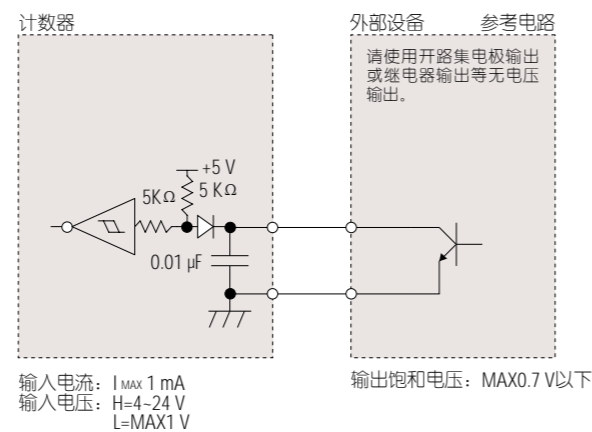 计数器
外部设备 参考电路
请使用开路集电极输出
或继电器输出等无电压
输出。
+5 V
5KΩ
5 KΩ
0.01 μF
输入电流：I MAX 1 mA
输入电压：H=4~24 V
L=MAX1 V
输出饱和电压：MAX0.7 V以下